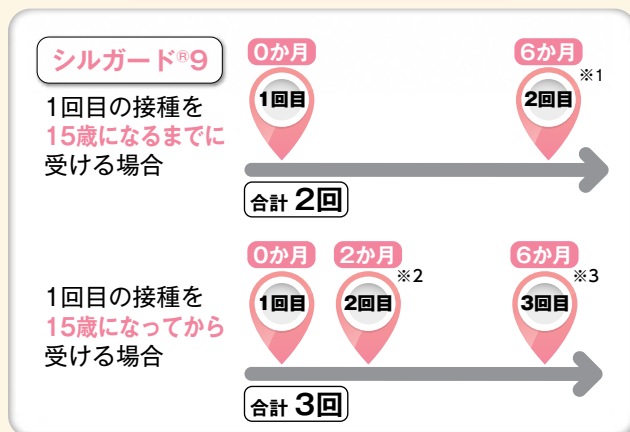 シルガード®9
1回目の接種を
15歳になるまでに
受ける場合
0か月
1回目
6か月
2回目
※1
合計 2回
1回目の接種を
15歳になってから
受ける場合
0か月
1回目
2か月
2回目
※2
6か月
3回目
※3
合計 3回